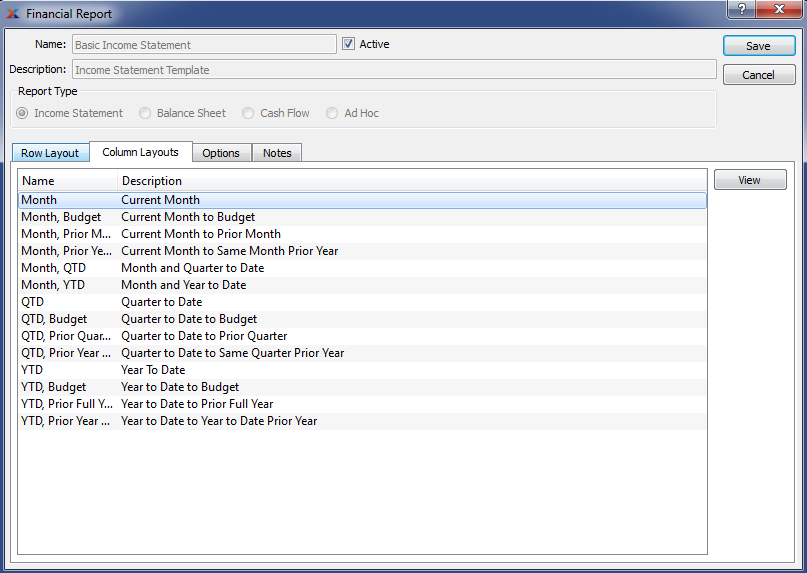 Financial Report
?
Name: Basic Income Statement Active Save
Description: Income Statement Template Cancel
Report Type
Income Statement Balance Sheet Cash Flow Ad Hoc
Row Layout Column Layouts Options Notes
Name Description View
Month Current Month
Month, Budget Current Month to Budget
Month, Prior M... Current Month to Prior Month
Month, Prior Ye... Current Month to Same Month Prior Year
Month, QTD Month and Quarter to Date
Month, YTD Month and Year to Date
QTD Quarter to Date
QTD, Budget Quarter to Date to Budget
QTD, Prior Quar... Quarter to Date to Prior Quarter
QTD, Prior Year ... Quarter to Date to Same Quarter Prior Year
YTD Year To Date
YTD, Budget Year to Date to Budget
YTD, Prior Full Y... Year to Date to Prior Full Year
YTD, Prior Year ... Year to Date to Year to Date Prior Year